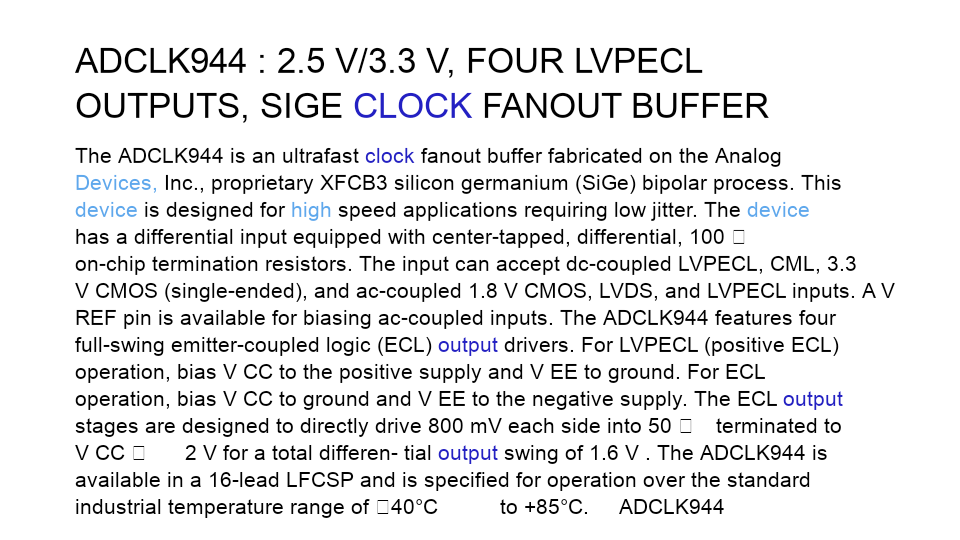 ADCLK944 : 2.5 V/3.3 V, FOUR LVPECL
OUTPUTS, SIGE CLOCK FANOUT BUFFER
The ADCLK944 is an ultrafast clock fanout buffer fabricated on the Analog
Devices, Inc., proprietary XFCB3 silicon germanium (SiGe) bipolar process. This
device is designed for high speed applications requiring low jitter. The device
has a differential input equipped with center-tapped, differential, 100 □
on-chip termination resistors. The input can accept dc-coupled LVPECL, CML, 3.3
V CMOS (single-ended), and ac-coupled 1.8 V CMOS, LVDS, and LVPECL inputs. A V
REF pin is available for biasing ac-coupled inputs. The ADCLK944 features four
full-swing emitter-coupled logic (ECL) output drivers. For LVPECL (positive ECL)
operation, bias V CC to the positive supply and V EE to ground. For ECL
operation, bias V CC to ground and V EE to the negative supply. The ECL output
stages are designed to directly drive 800 mV each side into 50 □ terminated to
V CC □ 2 V for a total differen- tial output swing of 1.6 V . The ADCLK944 is
available in a 16-lead LFCSP and is specified for operation over the standard
industrial temperature range of □40°C to +85°C. ADCLK944